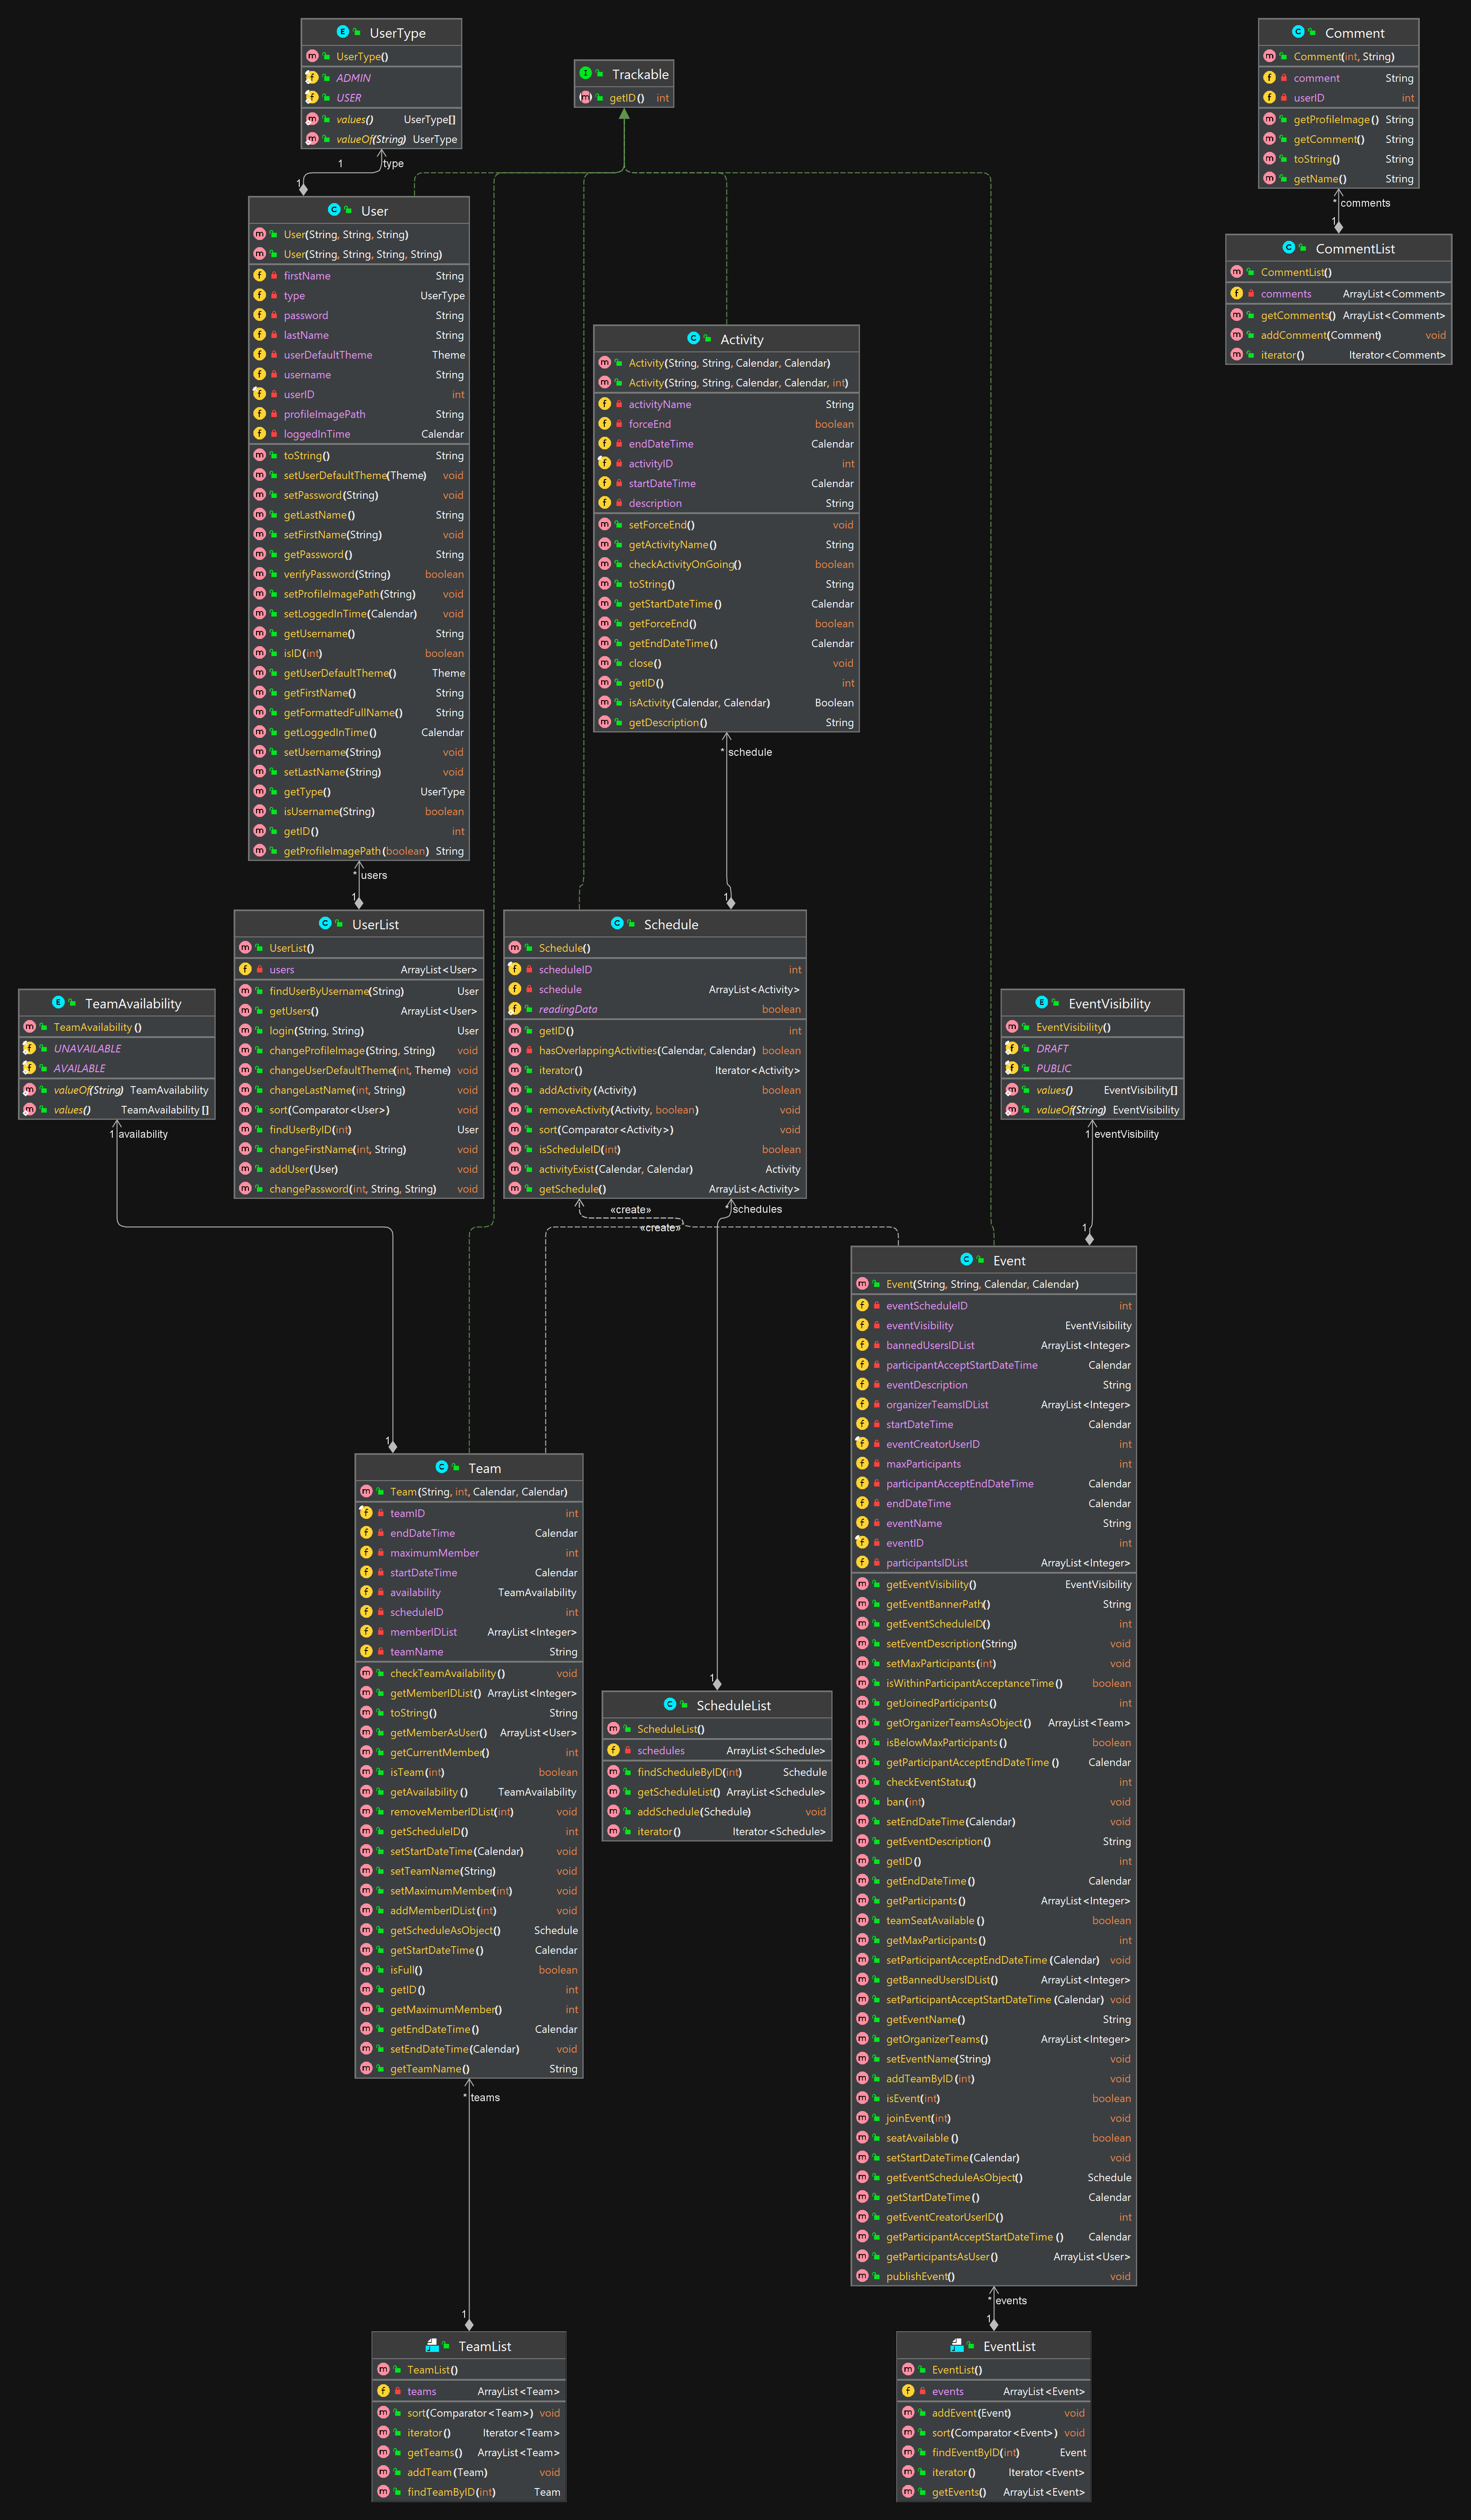 UserType
UserType()
ADMIN
USER
values() UserType[]
valueOf(String) UserType
1 type
1
Trackable
getID() int
Comment
Comment(int, String)
comment String
userID int
getProfileImage() String
getComment() String
toString() String
getName() String
* comments
1
CommentList
CommentList()
comments ArrayList<Comment>
getComments() ArrayList<Comment>
addComment(Comment) void
iterator() Iterator<Comment>
User
User(String, String, String)
User(String, String, String, String)
firstName String
type UserType
password String
lastName String
userDefaultTheme Theme
username String
userID int
profileImagePath String
loggedInTime Calendar
toString() String
setUserDefaultTheme(Theme) void
setPassword(String) void
getLastName() String
setFirstName(String) void
getPassword() String
verifyPassword(String) boolean
setProfileImagePath(String) void
setLoggedInTime(Calendar) void
getUsername() String
isID(int) boolean
getUserDefaultTheme() Theme
getFirstName() String
getFormattedFullName() String
getLoggedInTime() Calendar
setUsername(String) void
setLastName(String) void
getType() UserType
isUsername(String) boolean
getID() int
getProfileImagePath(boolean) String
* users
1
Activity
Activity(String, String, Calendar, Calendar)
Activity(String, String, Calendar, Calendar, int)
activityName String
forceEnd boolean
endDateTime Calendar
activityID int
startDateTime Calendar
description String
setForceEnd() void
getActivityName() String
checkActivityOnGoing() boolean
toString() String
getStartDateTime() Calendar
getForceEnd() boolean
getEndDateTime() Calendar
close() void
getID() int
isActivity(Calendar, Calendar) Boolean
getDescription() String
* schedule
1
UserList
UserList()
users ArrayList<User>
findUserByUsername(String) User
getUsers() ArrayList<User>
login(String, String) User
changeProfileImage(String, String) void
changeUserDefaultTheme(int, Theme) void
changeLastName(int, String) void
sort(Comparator<User>) void
findUserByID(int) User
changeFirstName(int, String) void
addUser(User) void
changePassword(int, String, String) void
Schedule
Schedule()
scheduleID int
schedule ArrayList<Activity>
readingData boolean
getID() int
hasOverlappingActivities(Calendar, Calendar) boolean
iterator() Iterator<Activity>
addActivity(Activity) boolean
removeActivity(Activity, boolean) void
sort(Comparator<Activity>) void
isScheduleID(int) boolean
activityExist(Calendar, Calendar) Activity
getSchedule() ArrayList<Activity>
TeamAvailability
TeamAvailability()
UNAVAILABLE
AVAILABLE
valueOf(String) TeamAvailability
values() TeamAvailability[]
1 availability
1
EventVisibility
EventVisibility()
DRAFT
PUBLIC
values() EventVisibility[]
valueOf(String) EventVisibility
1 eventVisibility
1
«create»
* schedules
«create»
1
Event
Event(String, String, Calendar, Calendar)
eventScheduleID int
eventVisibility EventVisibility
bannedUsersIDList ArrayList<Integer>
participantAcceptStartDateTime Calendar
eventDescription String
organizerTeamsIDList ArrayList<Integer>
startDateTime Calendar
eventCreatorUserID int
maxParticipants int
participantAcceptEndDateTime Calendar
endDateTime Calendar
eventName String
eventID int
participantsIDList ArrayList<Integer>
getEventVisibility() EventVisibility
getEventBannerPath() String
getEventScheduleID() int
setEventDescription(String) void
setMaxParticipants(int) void
isWithinParticipantAcceptanceTime() boolean
getJoinedParticipants() int
getOrganizerTeamsAsObject() ArrayList<Team>
isBelowMaxParticipants() boolean
getParticipantAcceptEndDateTime() Calendar
checkEventStatus() int
ban(int) void
setEndDateTime(Calendar) void
getEventDescription() String
getID() int
getEndDateTime() Calendar
getParticipants() ArrayList<Integer>
teamSeatAvailable() boolean
getMaxParticipants() int
setParticipantAcceptEndDateTime(Calendar) void
getBannedUsersIDList() ArrayList<Integer>
setParticipantAcceptStartDateTime(Calendar) void
getEventName() String
getOrganizerTeams() ArrayList<Integer>
setEventName(String) void
addTeamByID(int) void
isEvent(int) boolean
joinEvent(int) void
seatAvailable() boolean
setStartDateTime(Calendar) void
getEventScheduleAsObject() Schedule
getStartDateTime() Calendar
getEventCreatorUserID() int
getParticipantAcceptStartDateTime() Calendar
getParticipantsAsUser() ArrayList<User>
publishEvent() void
* events
1
Team
Team(String, int, Calendar, Calendar)
teamID int
endDateTime Calendar
maximumMember int
startDateTime Calendar
availability TeamAvailability
scheduleID int
memberIDList ArrayList<Integer>
teamName String
checkTeamAvailability() void
getMemberIDList() ArrayList<Integer>
toString() String
getMemberAsUser() ArrayList<User>
getCurrentMember() int
isTeam(int) boolean
getAvailability() TeamAvailability
removeMemberIDList(int) void
getScheduleID() int
setStartDateTime(Calendar) void
setTeamName(String) void
setMaximumMember(int) void
addMemberIDList(int) void
getScheduleAsObject() Schedule
getStartDateTime() Calendar
isFull() boolean
getID() int
getMaximumMember() int
getEndDateTime() Calendar
setEndDateTime(Calendar) void
getTeamName() String
* teams
1
ScheduleList
ScheduleList()
schedules ArrayList<Schedule>
findScheduleByID(int) Schedule
getScheduleList() ArrayList<Schedule>
addSchedule(Schedule) void
iterator() Iterator<Schedule>
TeamList
TeamList()
teams ArrayList<Team>
sort(Comparator<Team>) void
iterator() Iterator<Team>
getTeams() ArrayList<Team>
addTeam(Team) void
findTeamByID(int) Team
EventList
EventList()
events ArrayList<Event>
addEvent(Event) void
sort(Comparator<Event>) void
findEventByID(int) Event
iterator() Iterator<Event>
getEvents() ArrayList<Event>